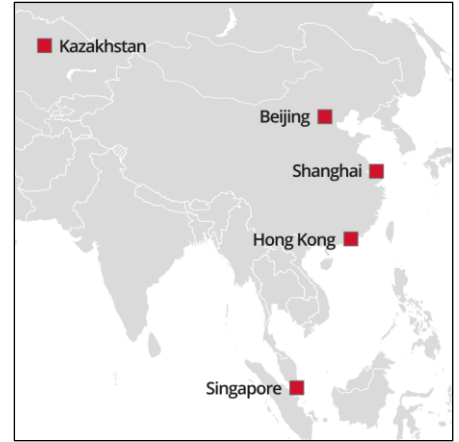 Kazakhstan
Beijing
Shanghai
Hong Kong
Singapore